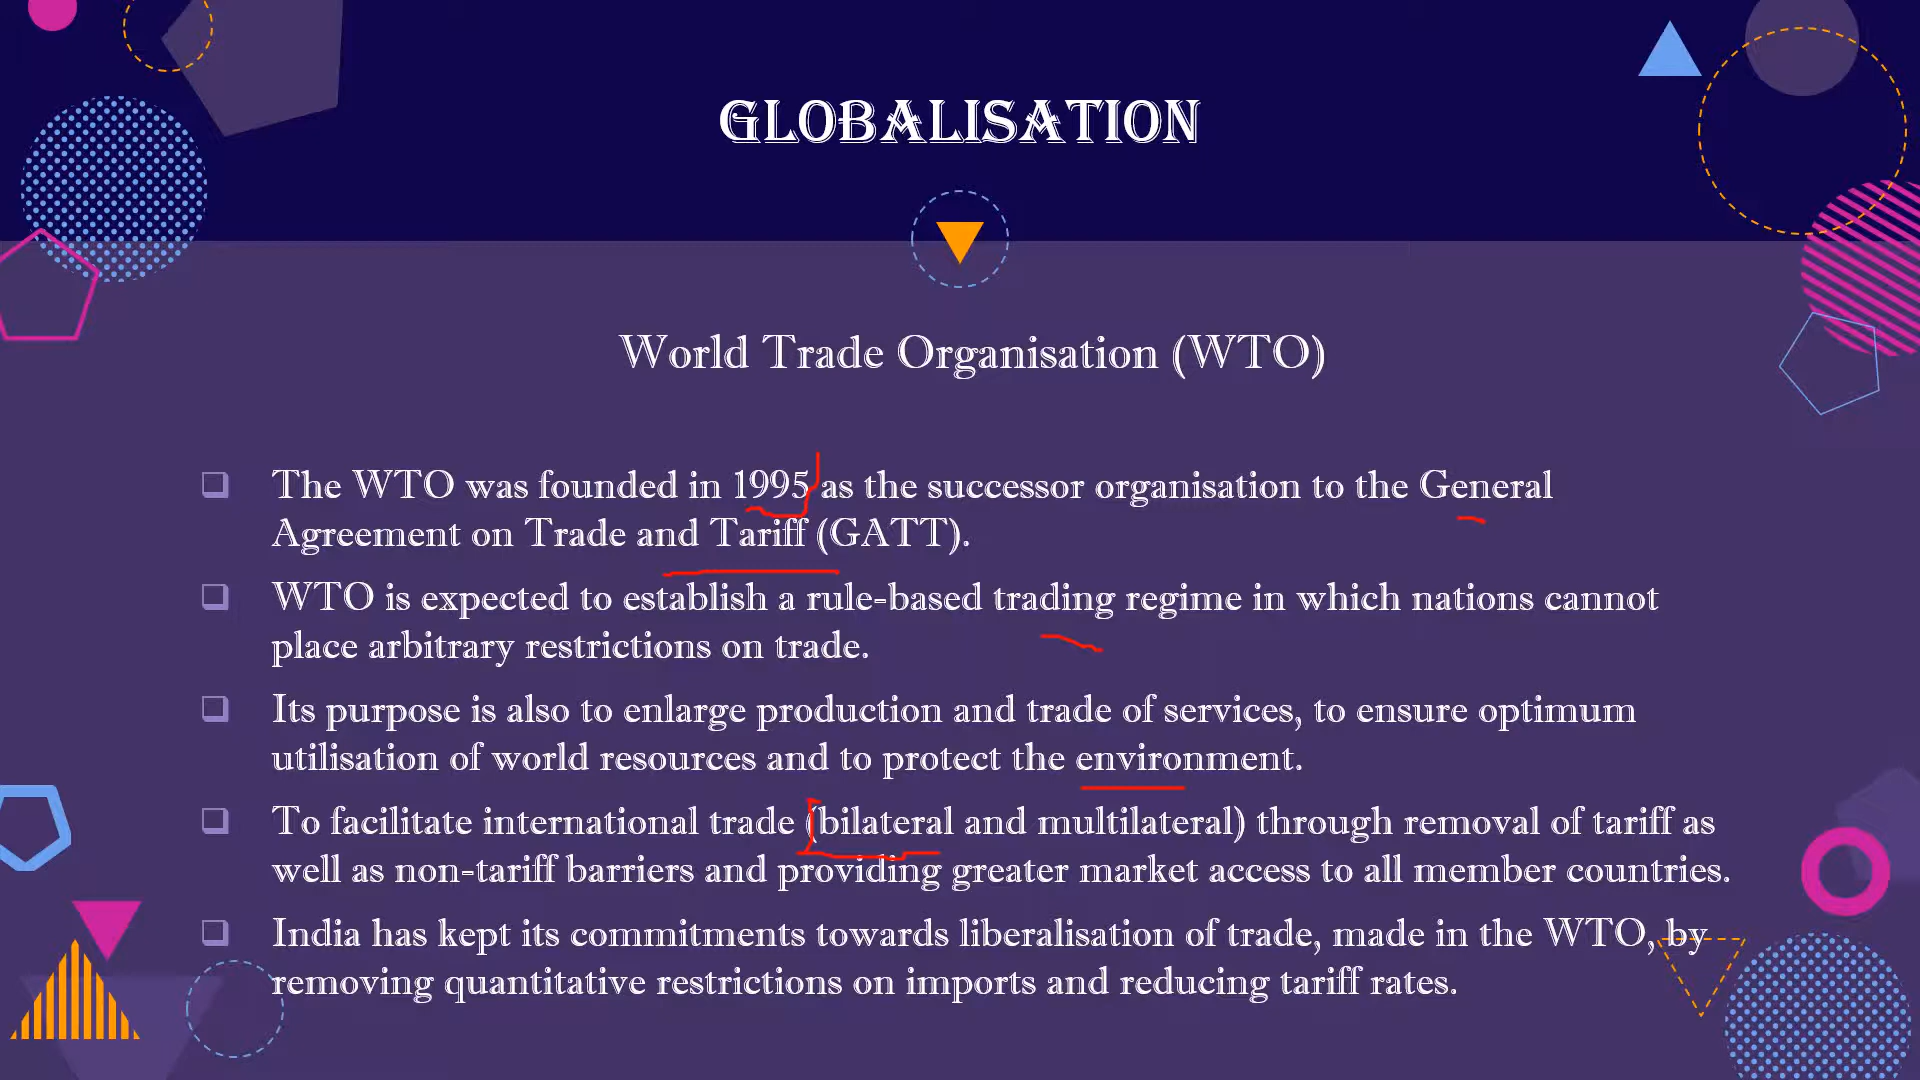 GLOBALISATION
World Trade Organisation (WTO)
The WTO was founded in 1995 as the successor organisation to the General
Agreement on Trade and Tariff (GATT).
WTO is expected to establish a rule-based trading regime in which nations cannot
place arbitrary restrictions on trade.
Its purpose is also to enlarge production and trade of services, to ensure optimum
utilisation of world resources and to protect the environment.
To facilitate international trade (bilateral and multilateral) through removal of tariff as
well as non-tariff barriers and providing greater market access to all member countries.
India has kept its commitments towards liberalisation of trade, made in the WTO, by
removing quantitative restrictions on imports and reducing tariff rates.